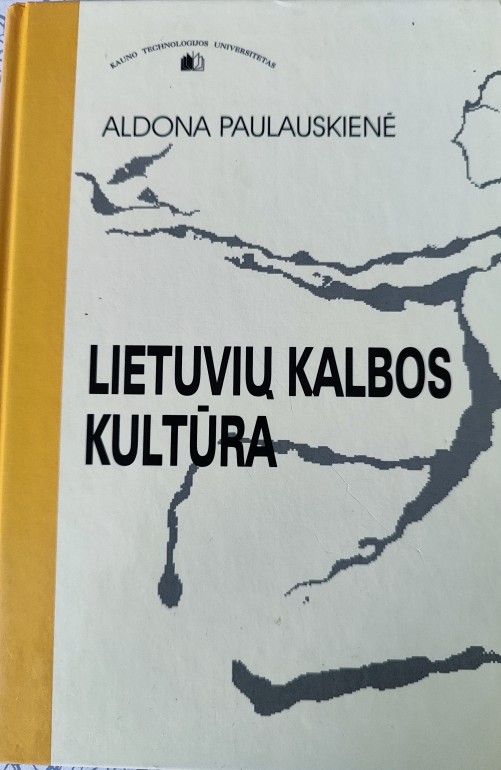 KAUNO TECHNOLOGIJOS UNIVERSITETAS
ALDONA PAULAUSKIENĖ
LIETUVIŲ KALBOS
KULTŪRA